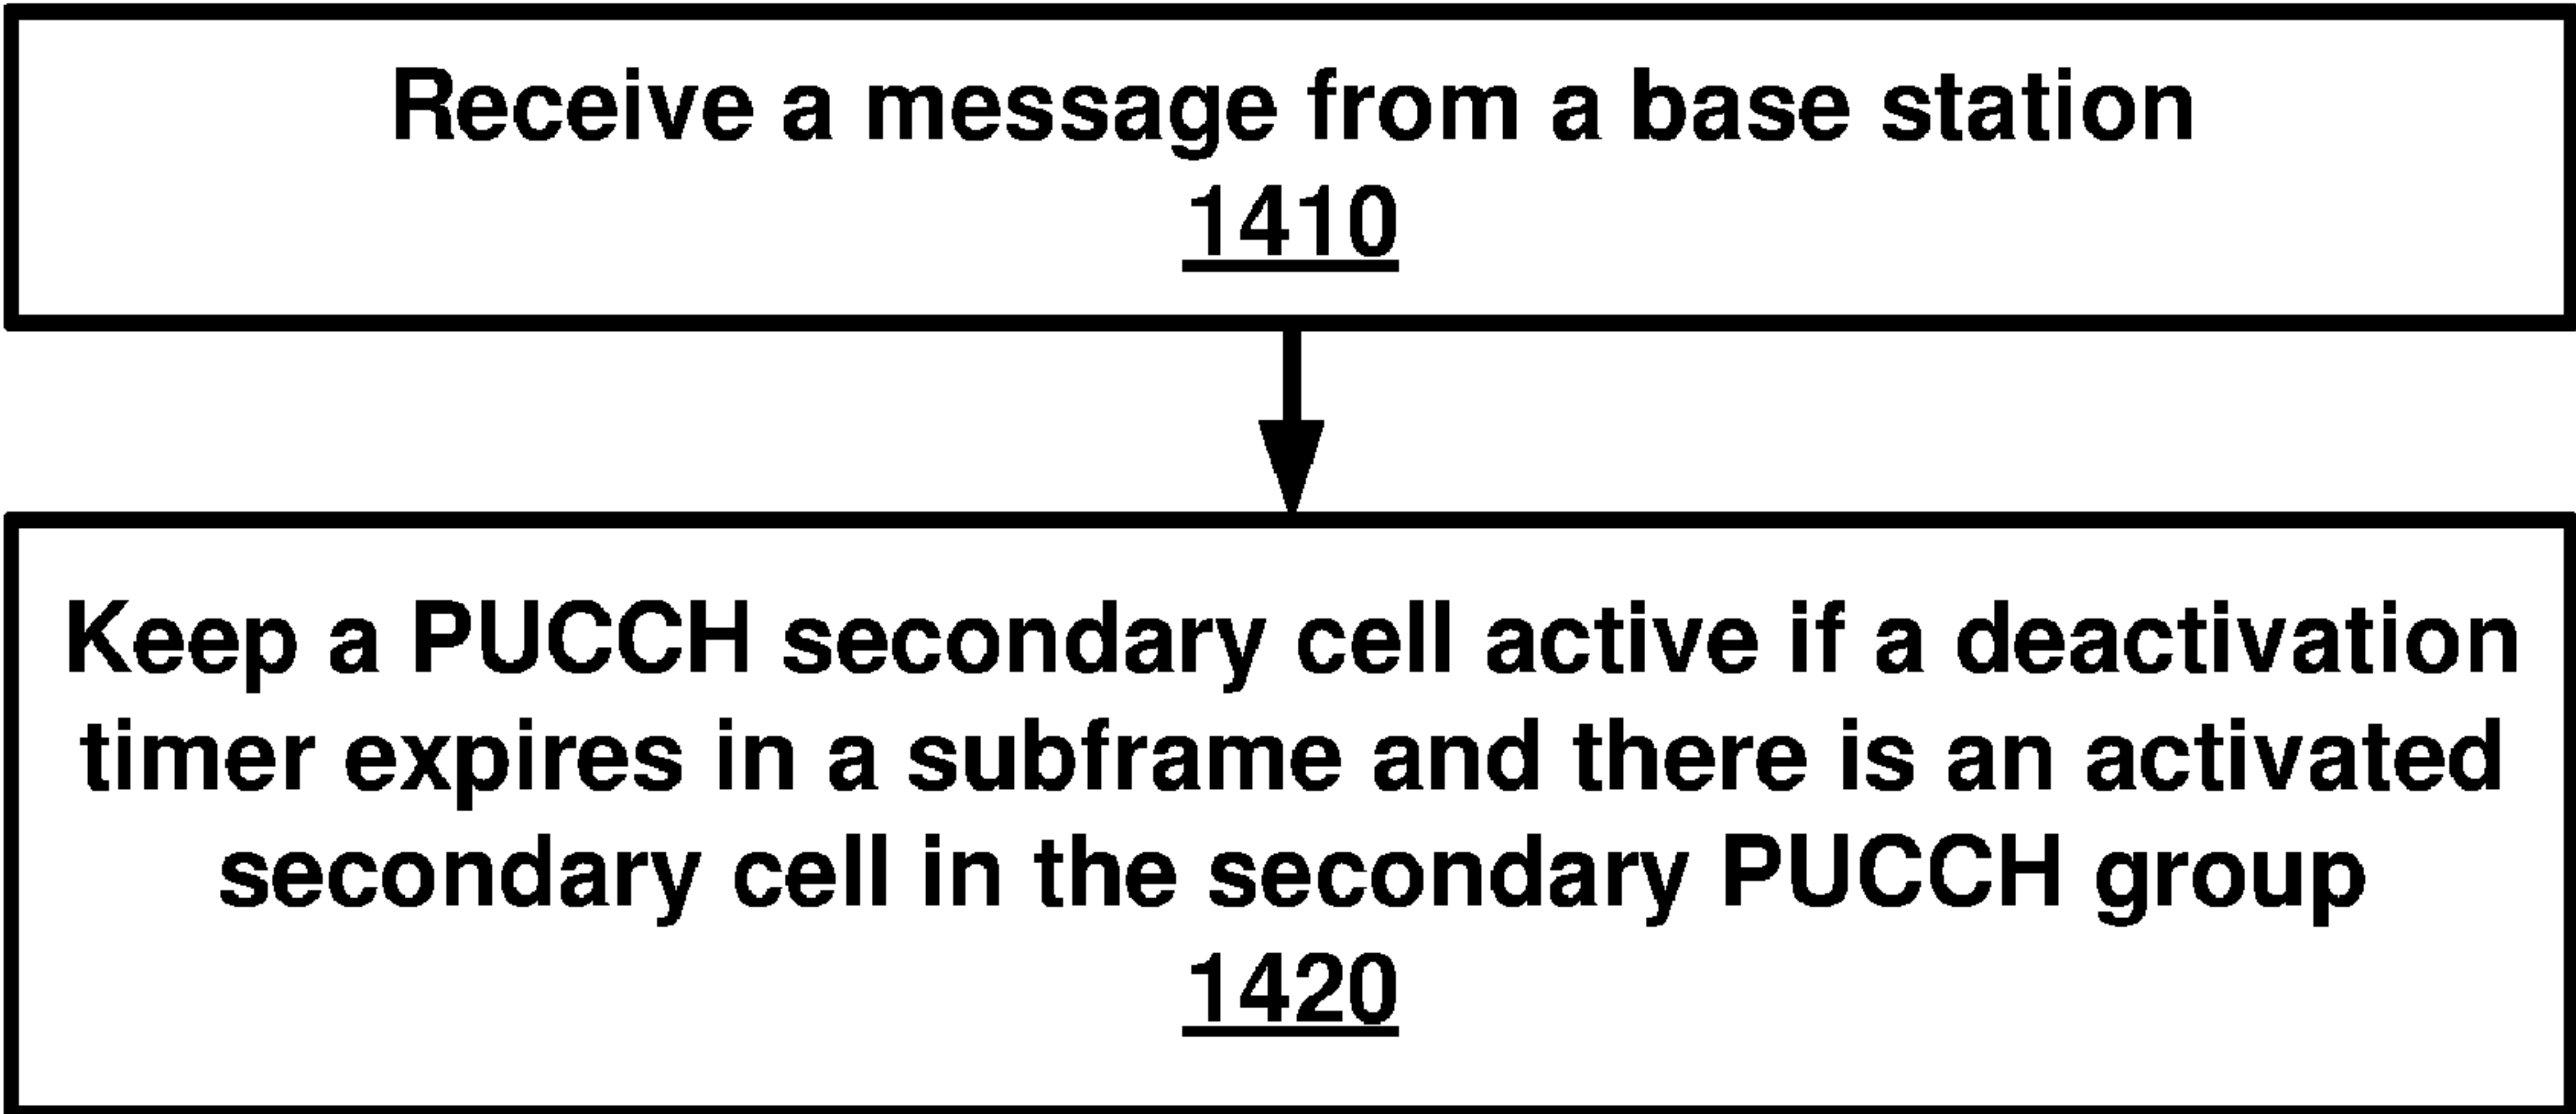 Receive a message from a base station
1410
Keep a PUCCH secondary cell active if a deactivation
timer expires in a subframe and there is an activated
secondary cell in the secondary PUCCH group
1420